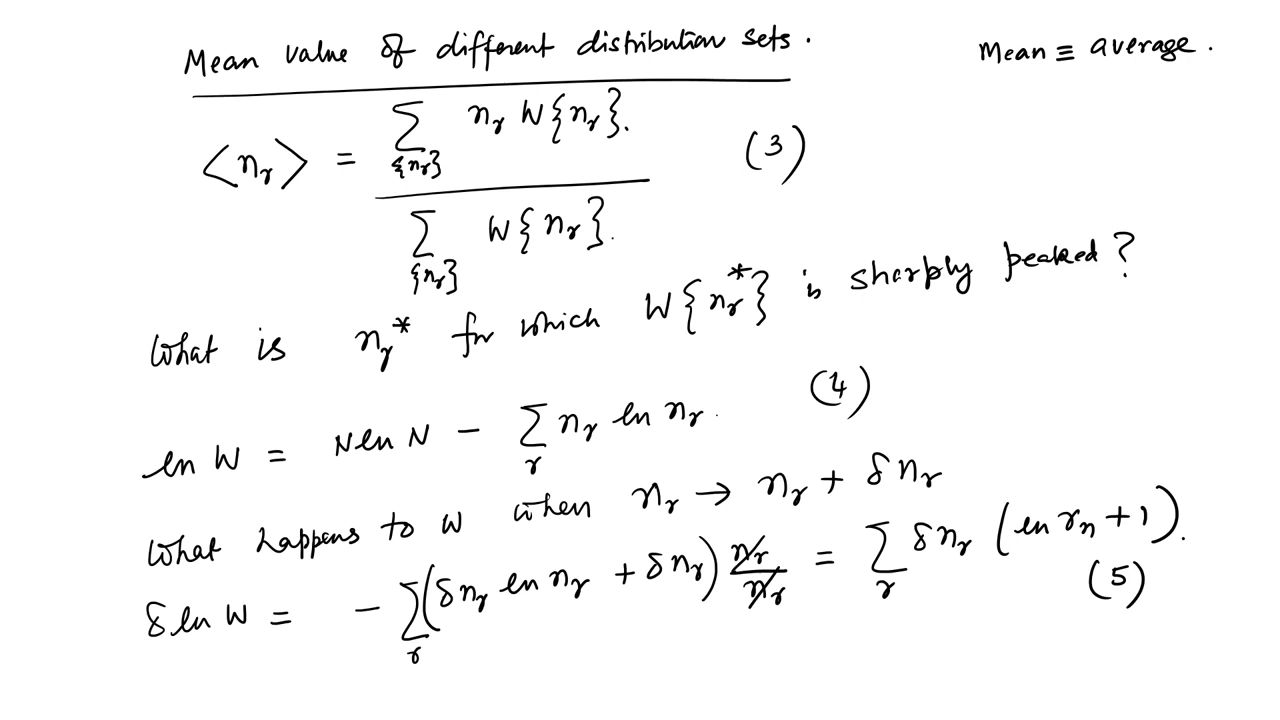 Mean value of different distribution sets.
Mean ≡ average.
<n_r> = Σ_{n_r} n_r W{n_r}. / Σ_{n_r} W{n_r}. (3)
What is n_r* for which W{n_r*} is sharply peaked?
ln W = N ln N - Σ_r n_r ln n_r. (4)
What happens to W when n_r → n_r + δn_r
δ ln W = - Σ_r (δn_r ln n_r + δn_r) n_r/n_r = Σ_r δn_r (ln r_n + 1). (5)